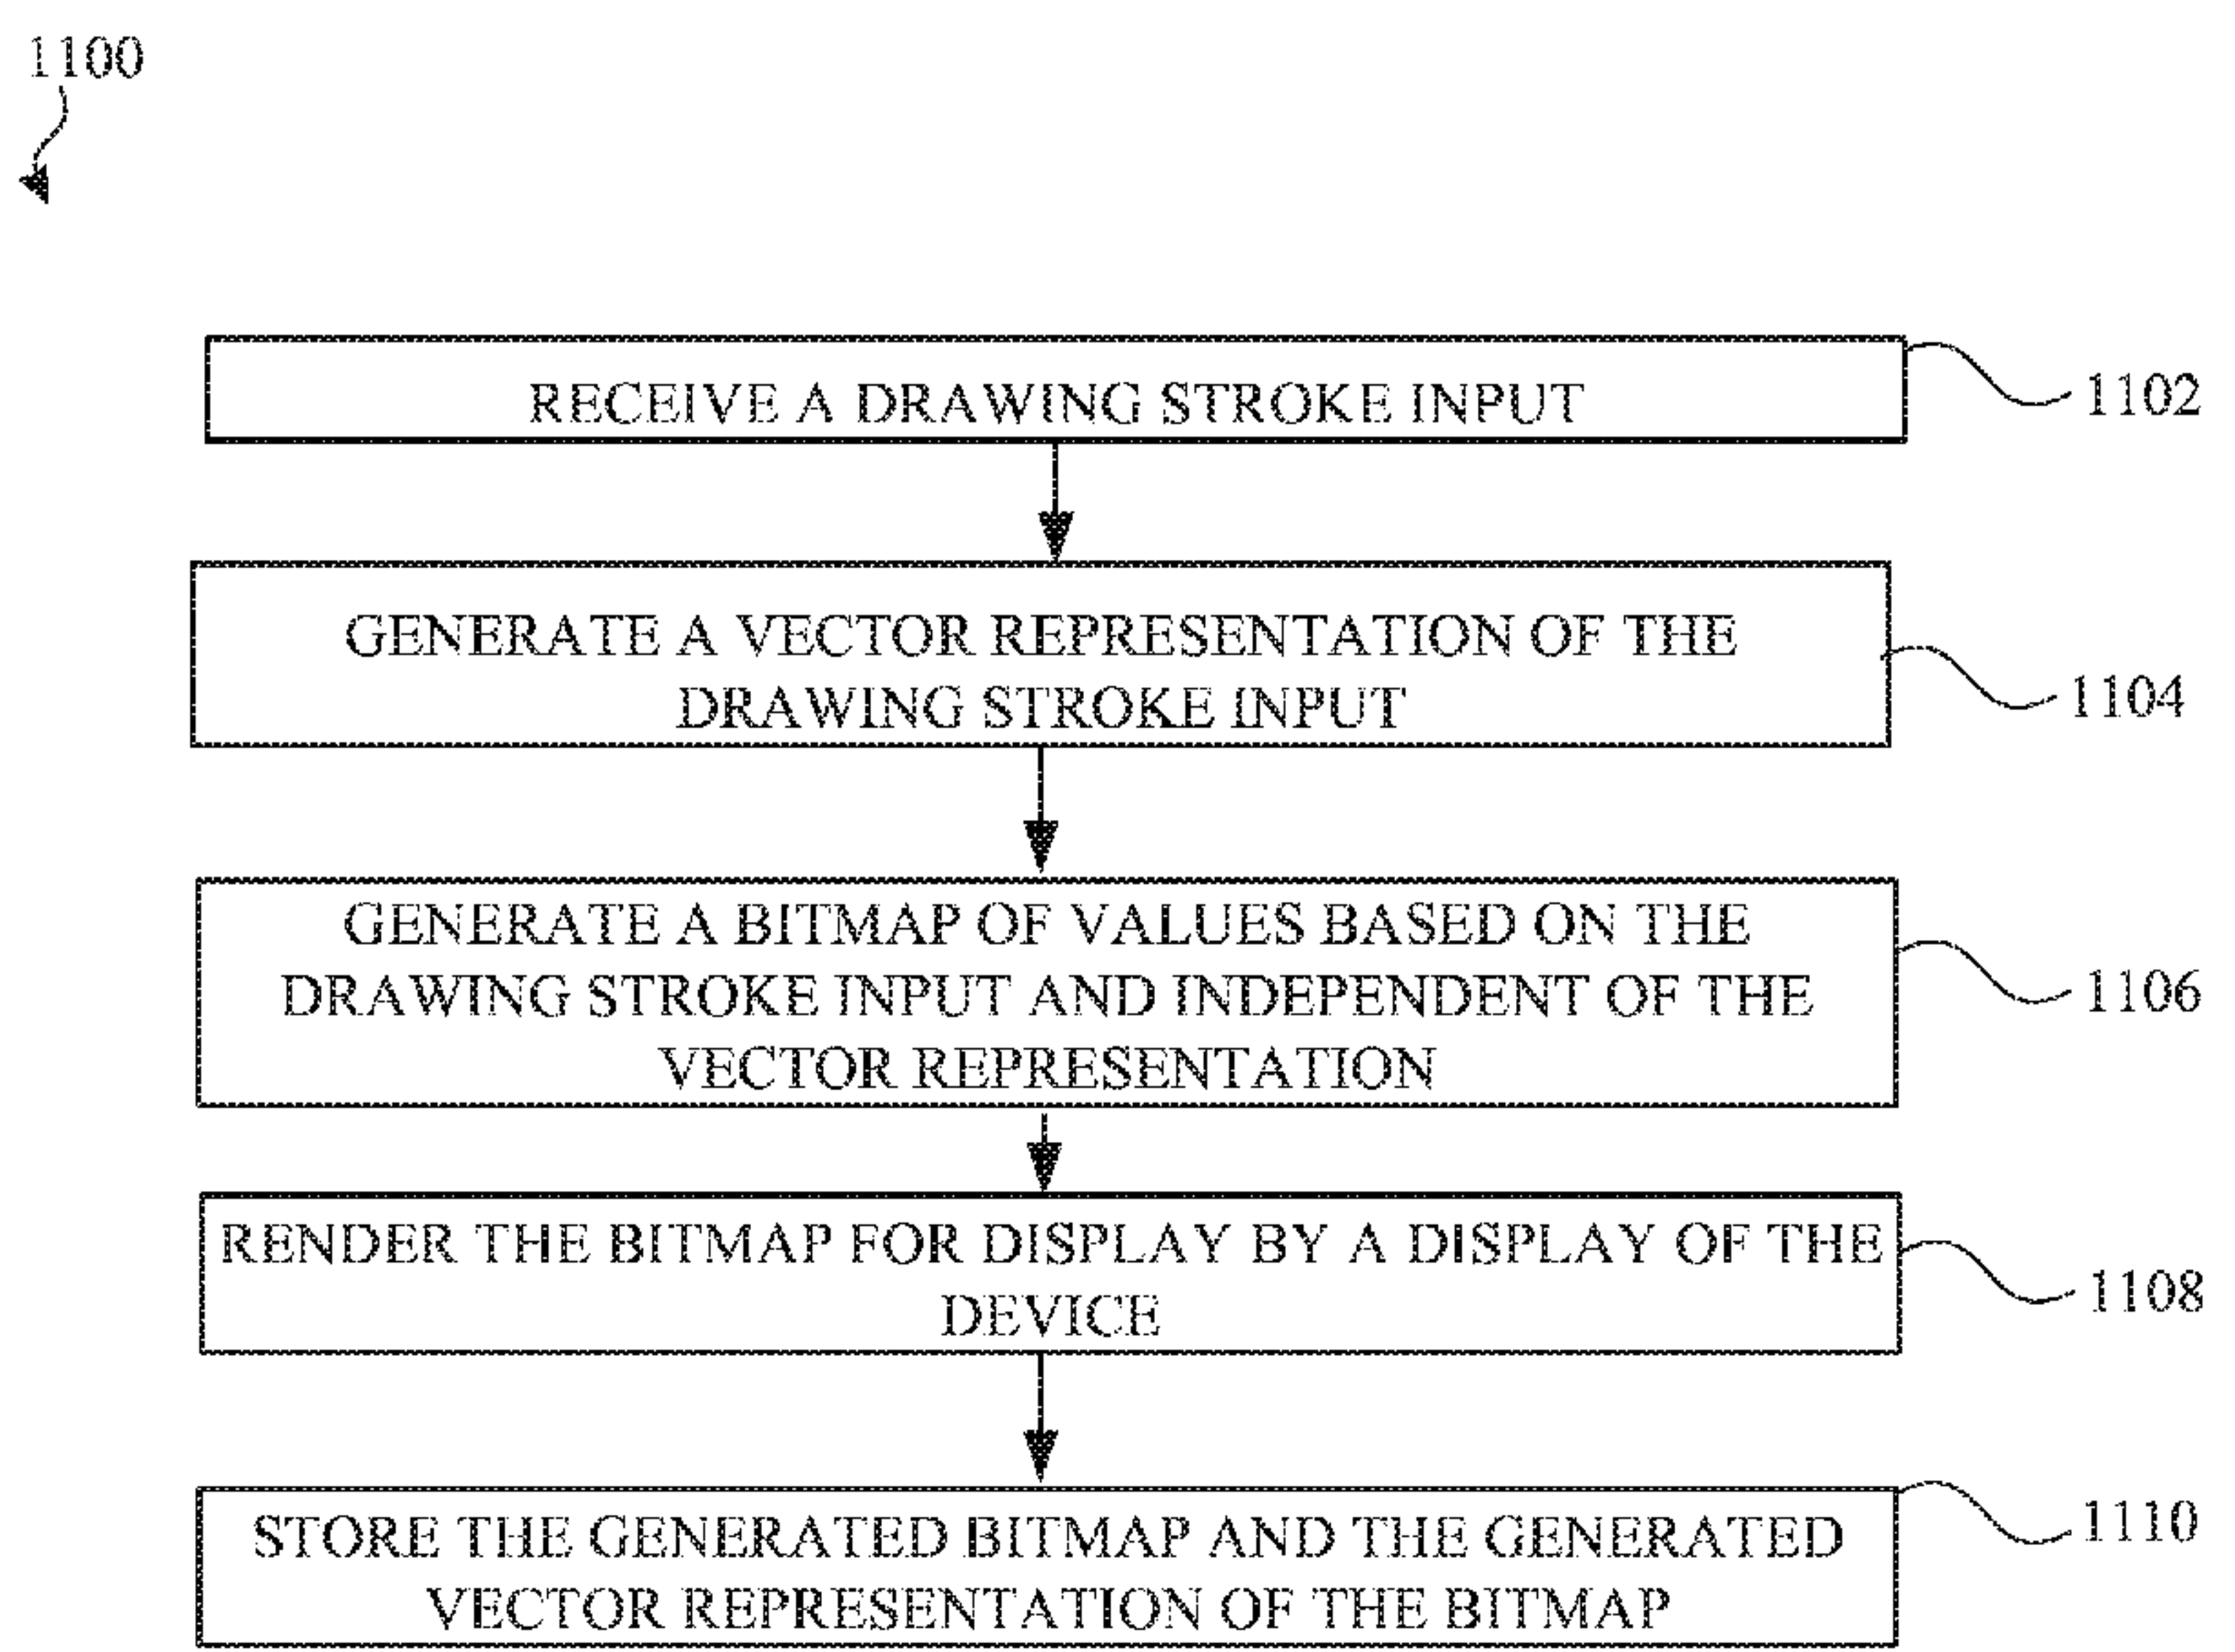 1100
RECEIVE A DRAWING STROKE INPUT
1102
GENERATE A VECTOR REPRESENTATION OF THE
DRAWING STROKE INPUT
1104
GENERATE A BITMAP OF VALUES BASED ON THE
DRAWING STROKE INPUT AND INDEPENDENT OF THE
VECTOR REPRESENTATION
1106
RENDER THE BITMAP FOR DISPLAY BY A DISPLAY OF THE
DEVICE
1108
STORE THE GENERATED BITMAP AND THE GENERATED
VECTOR REPRESENTATION OF THE BITMAP
1110